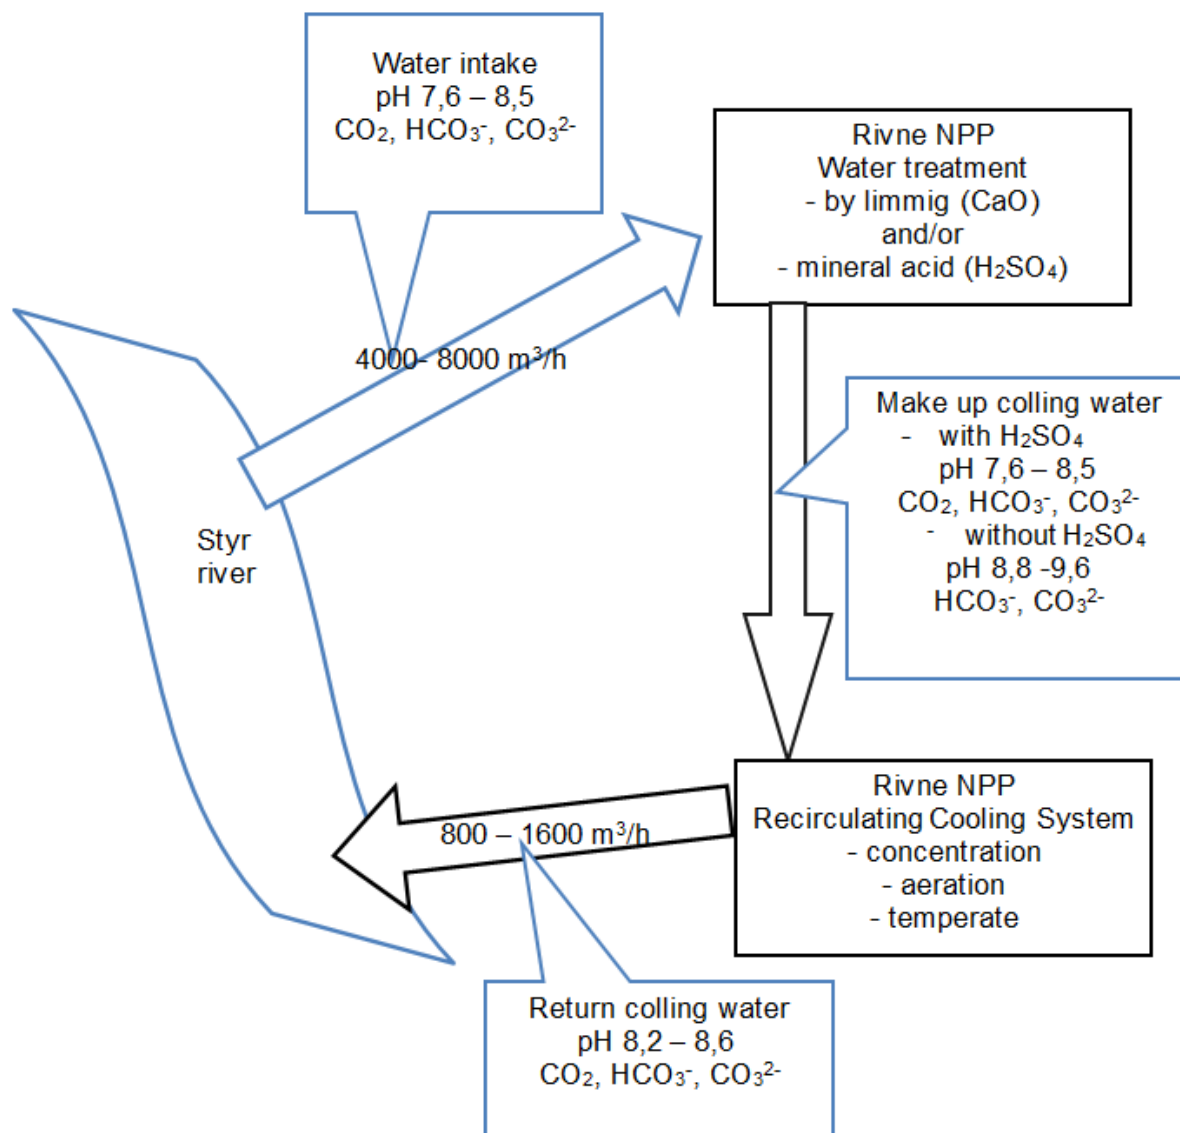 Water intake
pH 7,6 – 8,5
CO₂, HCO₃⁻, CO₃²⁻
Rivne NPP
Water treatment
- by limmig (CaO)
and/or
- mineral acid (H₂SO₄)
4000- 8000 m³/h
Make up colling water
- with H₂SO₄
pH 7,6 – 8,5
CO₂, HCO₃⁻, CO₃²⁻
- without H₂SO₄
pH 8,8 -9,6
HCO₃⁻, CO₃²⁻
Styr
river
Rivne NPP
Recirculating Cooling System
- concentration
- aeration
- temperate
800 – 1600 m³/h
Return colling water
pH 8,2 – 8,6
CO₂, HCO₃⁻, CO₃²⁻